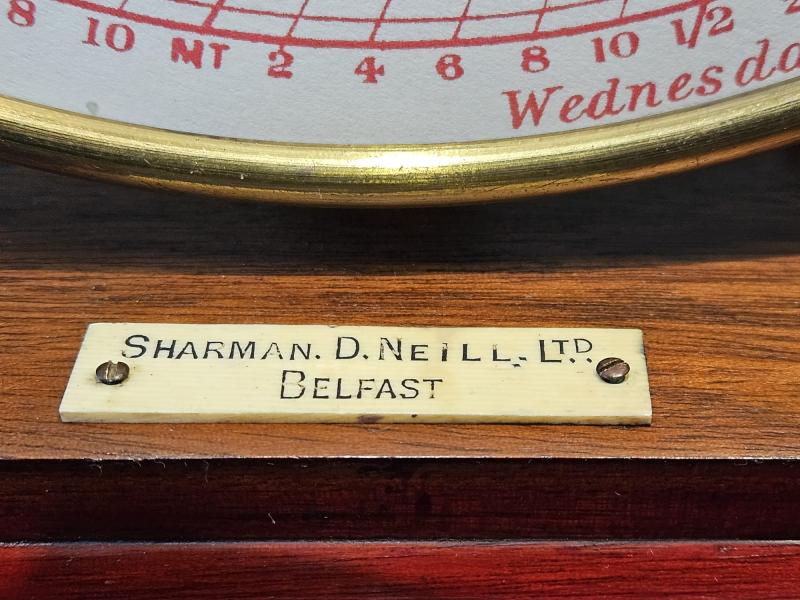 8 10 MT 2 4 6 8 10 1/2
Wednesda
SHARMAN. D. NEILL. LTD.
BELFAST